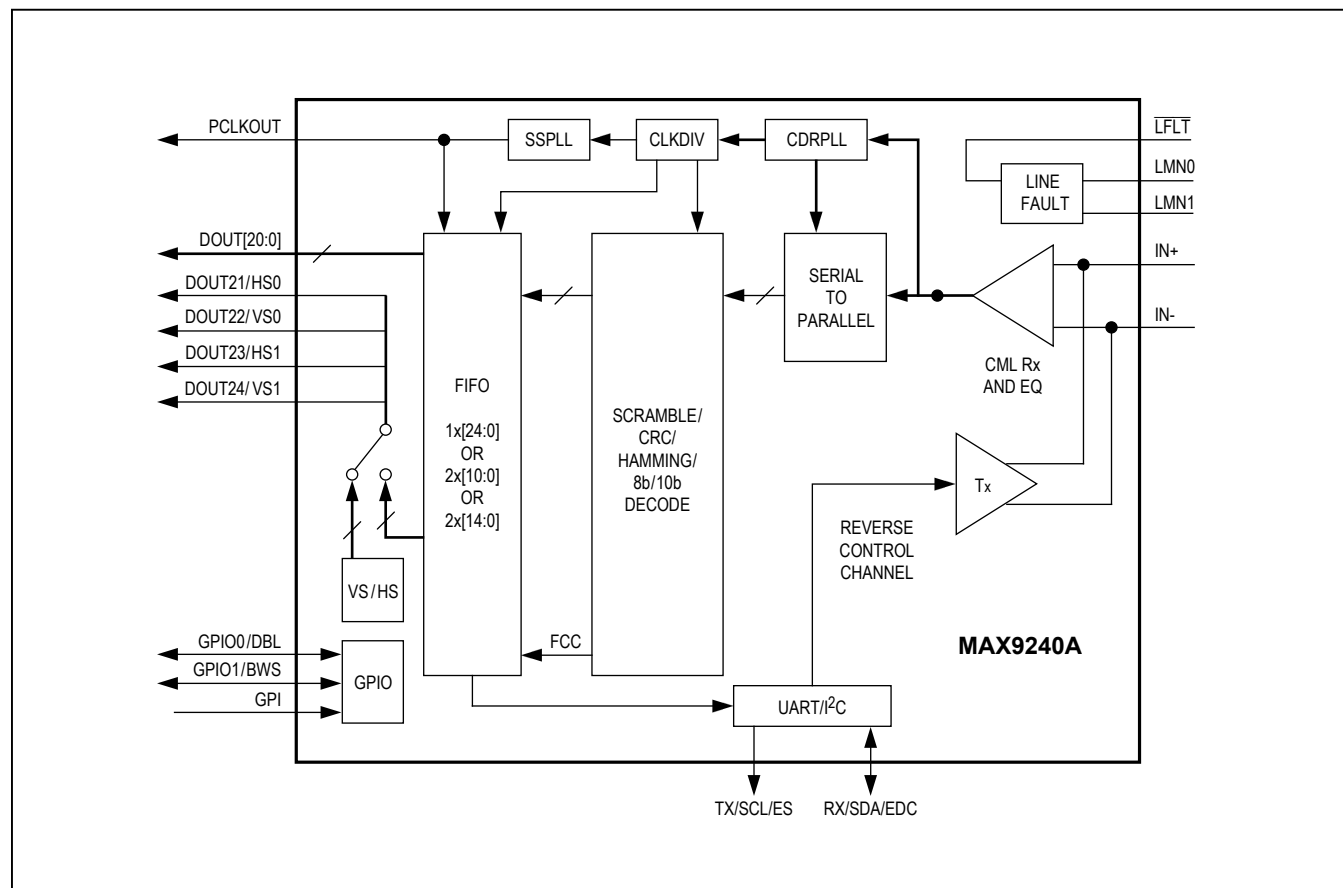 PCLKOUT
SSPLL
CLKDIV
CDRPLL
LFLT
LINE
FAULT
LMN0
LMN1
DOUT[20:0]
DOUT21/HS0
DOUT22/VS0
DOUT23/HS1
DOUT24/VS1
FIFO
1x[24:0]
OR
2x[10:0]
OR
2x[14:0]
SCRAMBLE/
CRC/
HAMMING/
8b/10b
DECODE
SERIAL
TO
PARALLEL
IN+
IN-
CML Rx
AND EQ
Tx
REVERSE
CONTROL
CHANNEL
VS/HS
GPIO0/DBL
GPIO1/BWS
GPI
GPIO
FCC
MAX9240A
UART/I²C
TX/SCL/ES
RX/SDA/EDC